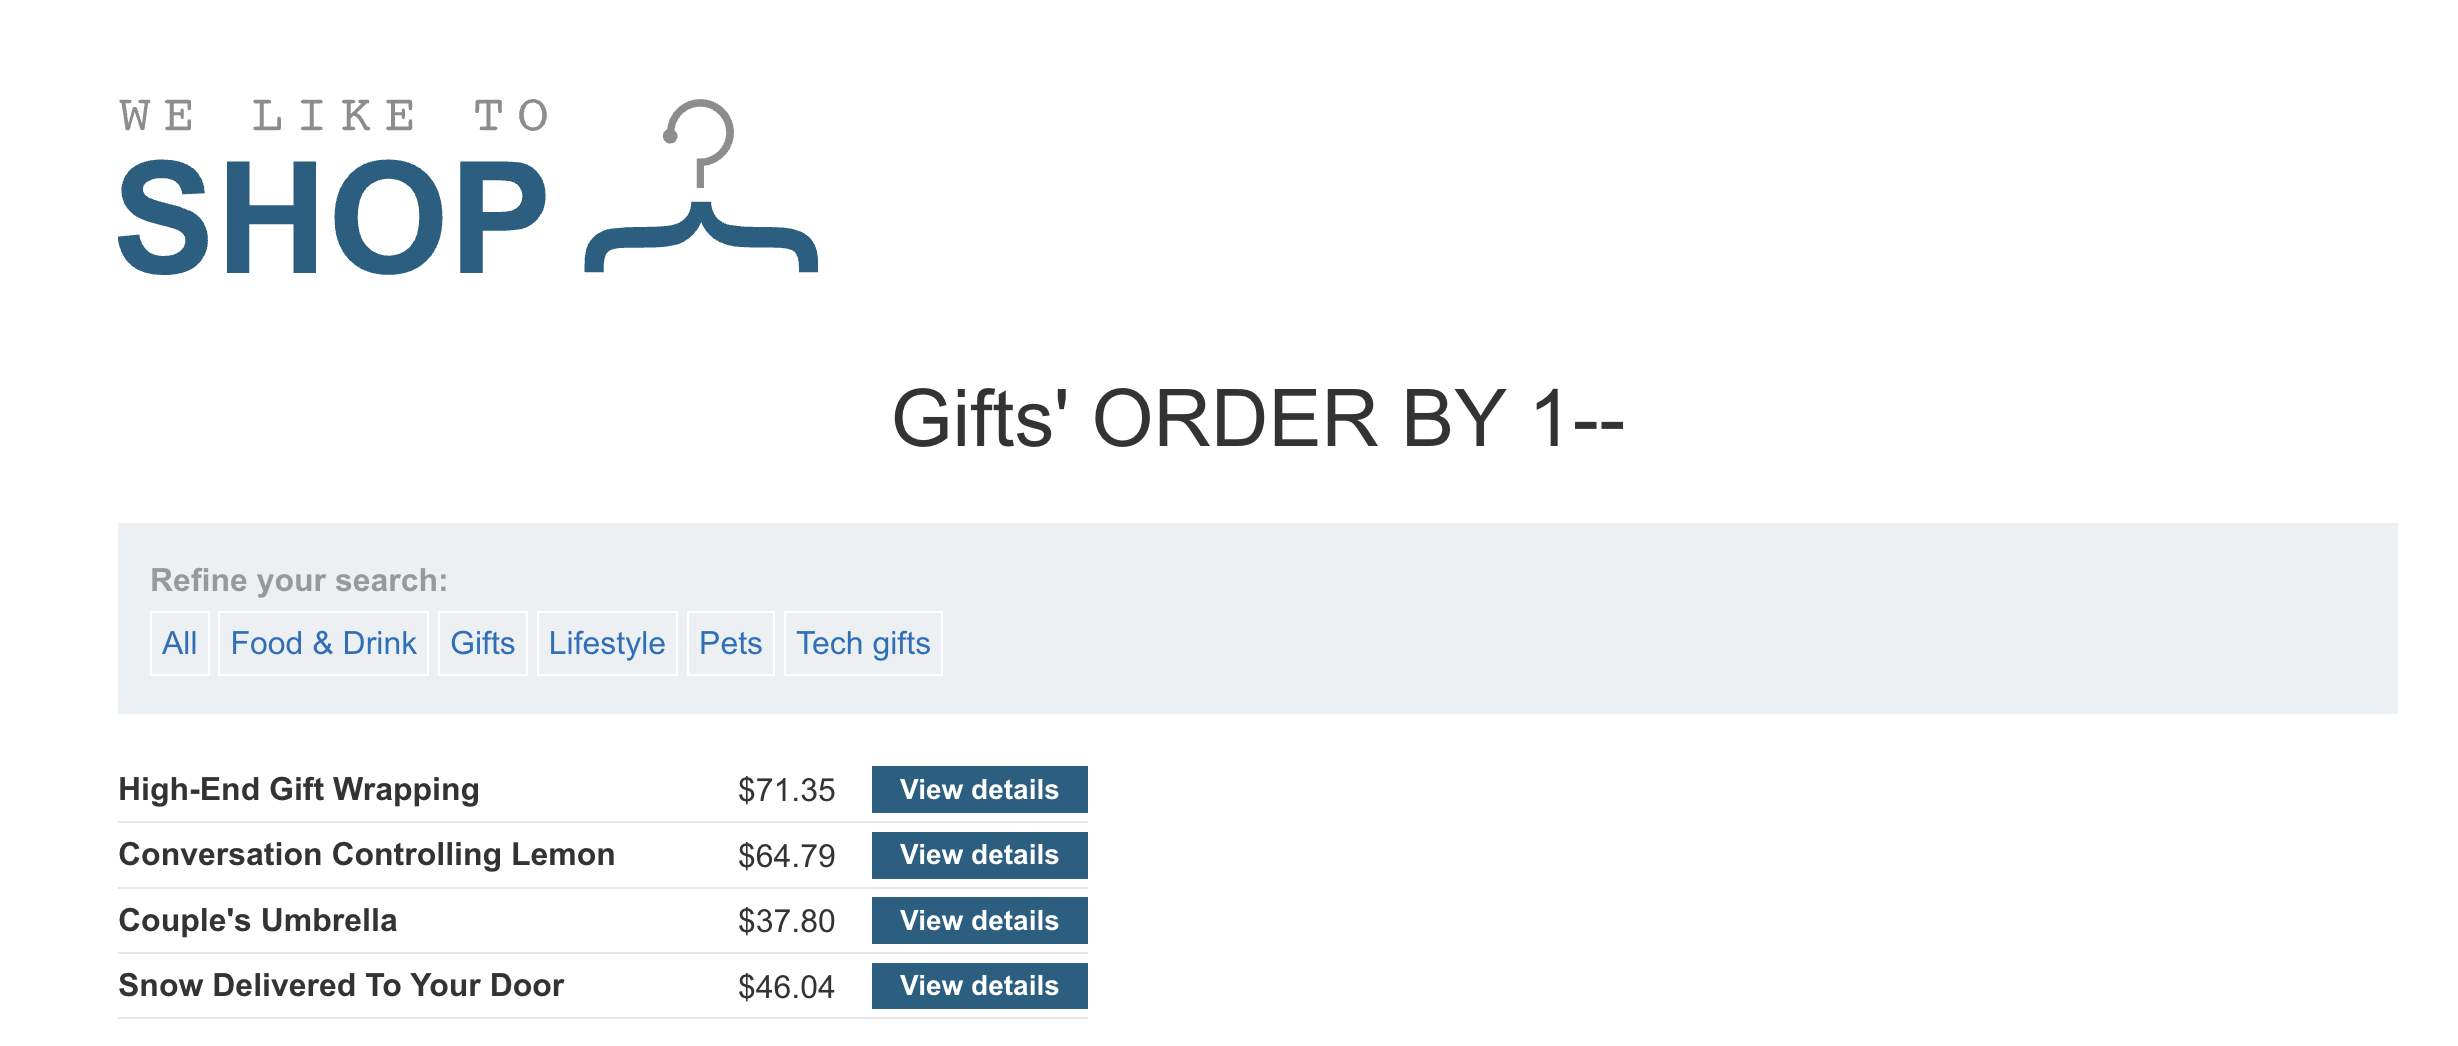 WE LIKE TO
SHOP
Gifts' ORDER BY 1--
Refine your search:
All Food & Drink Gifts Lifestyle Pets Tech gifts
High-End Gift Wrapping $71.35 View details
Conversation Controlling Lemon $64.79 View details
Couple's Umbrella $37.80 View details
Snow Delivered To Your Door $46.04 View details